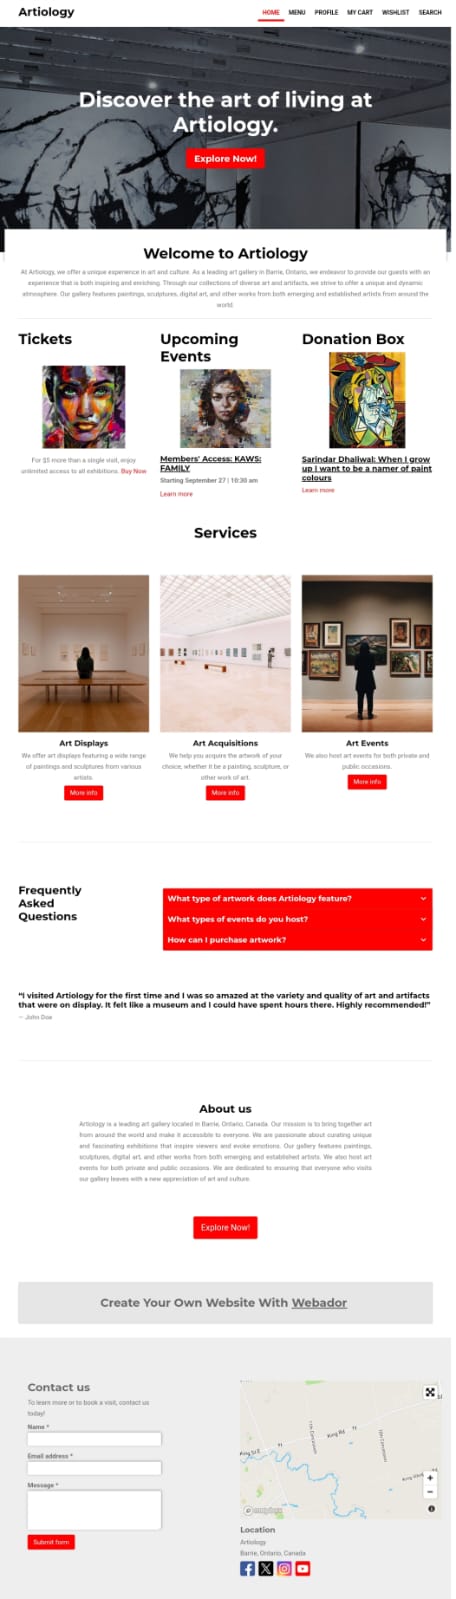 Artiology
HOME MENU PROFILE MY CART WISHLIST SEARCH
Discover the art of living at
Artiology.
Explore Now!
Welcome to Artiology
At Artiology, we offer a unique experience in art and culture. As a leading art gallery in Barrie, Ontario, we endeavor to provide our guests with an
experience that is both inspiring and enriching. Through our collections of diverse art and artifacts, we strive to offer a unique and dynamic
atmosphere. Our gallery features paintings, sculptures, digital art, and other works from both emerging and established artists from around the
world.
Tickets
For $5 more than a single visit, enjoy
unlimited access to all exhibitions. Buy Now
Upcoming
Events
Members' Access: KAWS:
FAMILY
Starting September 27 | 10:30 am
Learn more
Donation Box
Sarindar Dhaliwal: When I grow
up I want to be a namer of paint
colours
Learn more
Services
Art Displays
We offer art displays featuring a wide range
of paintings and sculptures from various
artists.
More info
Art Acquisitions
We help you acquire the artwork of your
choice, whether it be a painting, sculpture, or
other work of art.
More info
Art Events
We also host art events for both private and
public occasions.
More info
Frequently
Asked
Questions
What type of artwork does Artiology feature?
What types of events do you host?
How can I purchase artwork?
“I visited Artiology for the first time and I was so amazed at the variety and quality of art and artifacts
that were on display. It felt like a museum and I could have spent hours there. Highly recommended!”
— John Doe
About us
Artiology is a leading art gallery located in Barrie, Ontario, Canada. Our mission is to bring together art
from around the world and make it accessible to everyone. We are passionate about curating unique
and fascinating exhibitions that inspire viewers and evoke emotions. Our gallery features paintings,
sculptures, digital art, and other works from both emerging and established artists. We also host art
events for both private and public occasions. We are dedicated to ensuring that everyone who visits
our gallery leaves with a new appreciation of art and culture.
Explore Now!
Create Your Own Website With Webador
Contact us
To learn more or to book a visit, contact us
today!
Name *
Email address *
Message *
Submit form
King Rd
King St E
11
11
mapbox
Location
Artiology
Barrie, Ontario, Canada